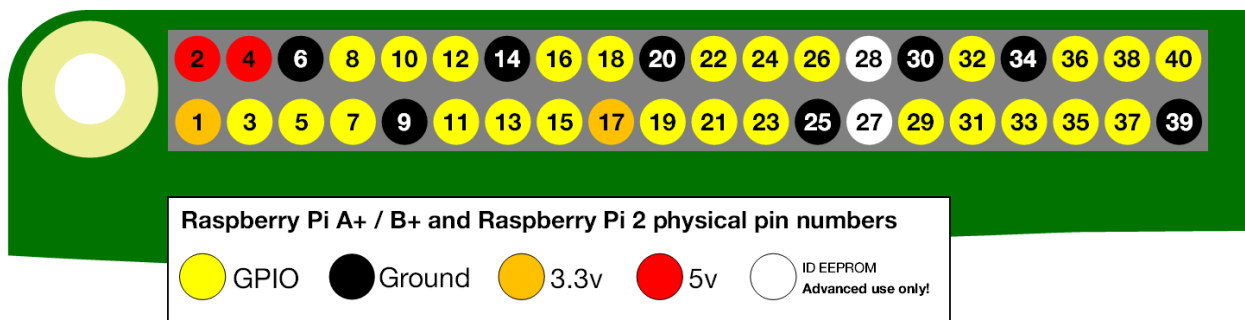 2 4 6 8 10 12 14 16 18 20 22 24 26 28 30 32 34 36 38 40
1 3 5 7 9 11 13 15 17 19 21 23 25 27 29 31 33 35 37 39
Raspberry Pi A+ / B+ and Raspberry Pi 2 physical pin numbers
GPIO Ground 3.3v 5v ID EEPROM
Advanced use only!